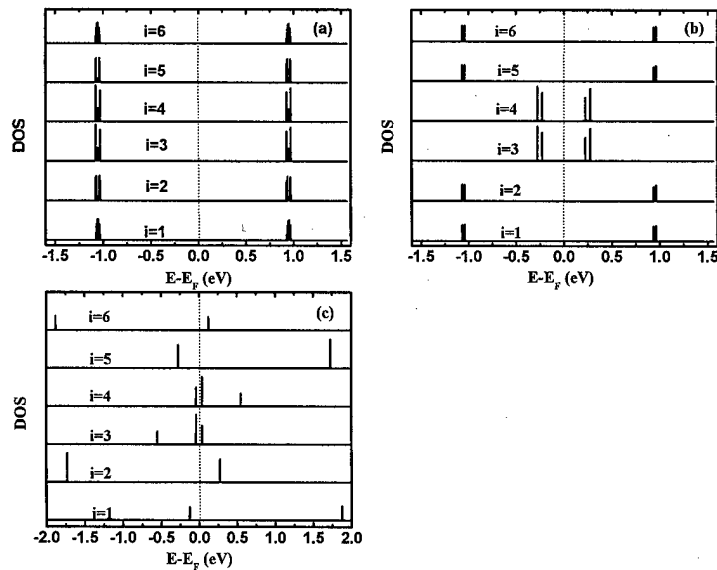 (a)
i=6
i=5
i=4
i=3
i=2
i=1
DOS
-1.5 -1.0 -0.5 0.0 0.5 1.0 1.5
E-E_F (eV)
(b)
i=6
i=5
i=4
i=3
i=2
i=1
DOS
-1.5 -1.0 -0.5 0.0 0.5 1.0 1.5
E-E_F (eV)
(c)
i=6
i=5
i=4
i=3
i=2
i=1
DOS
-2.0 -1.5 -1.0 -0.5 0.0 0.5 1.0 1.5 2.0
E-E_F (eV)